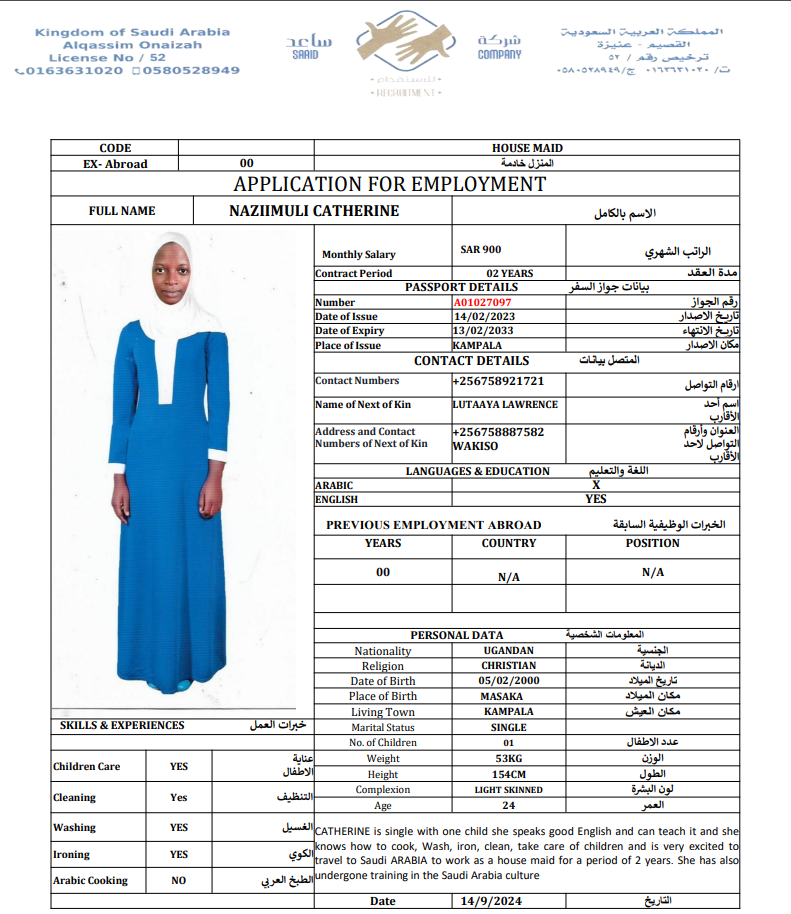 Kingdom of Saudi Arabia
Alqassim Onaizah
License No / 52
0163631020 0580528949
ساعد
SAAID
شركة
COMPANY
للاستقدام
RECRUITMENT
المملكة العربية السعودية
القصيم - عنيزة
ترخيص رقم / ٥٢
ت/ ٠١٦٣٦٣١٠٢٠ ج/ ٠٥٨٠٥٢٨٩٤٩
CODE HOUSE MAID
EX- Abroad 00 المنزل خادمة
APPLICATION FOR EMPLOYMENT
FULL NAME NAZIIMULI CATHERINE الاسم بالكامل
Monthly Salary SAR 900 الراتب الشهري
Contract Period 02 YEARS مدة العقد
PASSPORT DETAILS بيانات جواز السفر
Number A01027097 رقم الجواز
Date of Issue 14/02/2023 تاريخ الاصدار
Date of Expiry 13/02/2033 تاريخ الانتهاء
Place of Issue KAMPALA مكان الاصدار
CONTACT DETAILS المتصل بيانات
Contact Numbers +256758921721 ارقام التواصل
Name of Next of Kin LUTAAYA LAWRENCE اسم أحد
الأقارب
Address and Contact +256758887582 العنوان وأرقام
Numbers of Next of Kin WAKISO التواصل لاحد
الأقارب
LANGUAGES & EDUCATION اللغة والتعليم
ARABIC X
ENGLISH YES
PREVIOUS EMPLOYMENT ABROAD الخبرات الوظيفية السابقة
YEARS COUNTRY POSITION
00 N/A N/A
PERSONAL DATA المعلومات الشخصية
Nationality UGANDAN الجنسية
Religion CHRISTIAN الديانة
Date of Birth 05/02/2000 تاريخ الميلاد
Place of Birth MASAKA مكان الميلاد
Living Town KAMPALA مكان العيش
Marital Status SINGLE
No. of Children 01 عدد الاطفال
Weight 53KG الوزن
Height 154CM الطول
Complexion LIGHT SKINNED لون البشرة
Age 24 العمر
SKILLS & EXPERIENCES خبرات العمل
Children Care YES عناية
الاطفال
Cleaning Yes التنظيف
Washing YES الغسيل
Ironing YES الكوي
Arabic Cooking NO الطبخ العربي
CATHERINE is single with one child she speaks good English and can teach it and she
knows how to cook, Wash, iron, clean, take care of children and is very excited to
travel to Saudi ARABIA to work as a house maid for a period of 2 years. She has also
undergone training in the Saudi Arabia culture
Date 14/9/2024 التاريخ